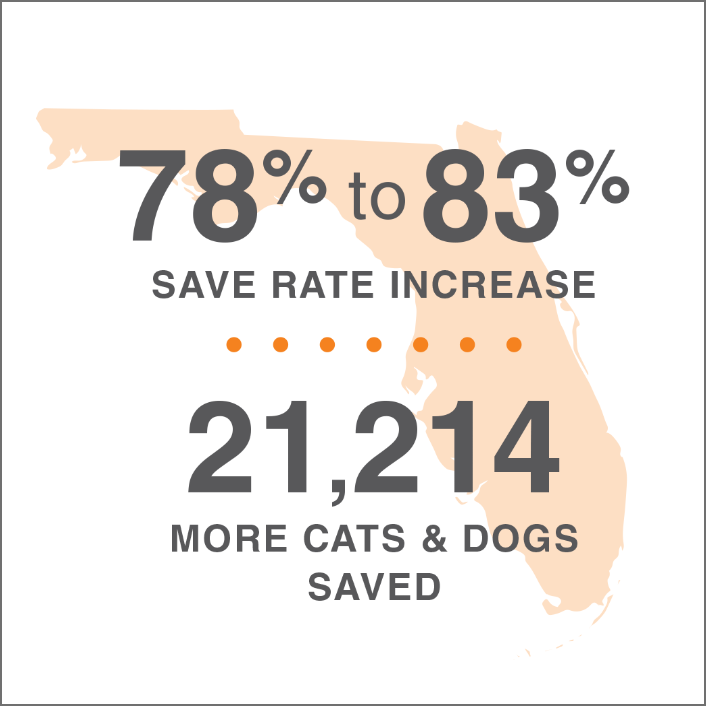 78% to 83%
SAVE RATE INCREASE
21,214
MORE CATS & DOGS
SAVED